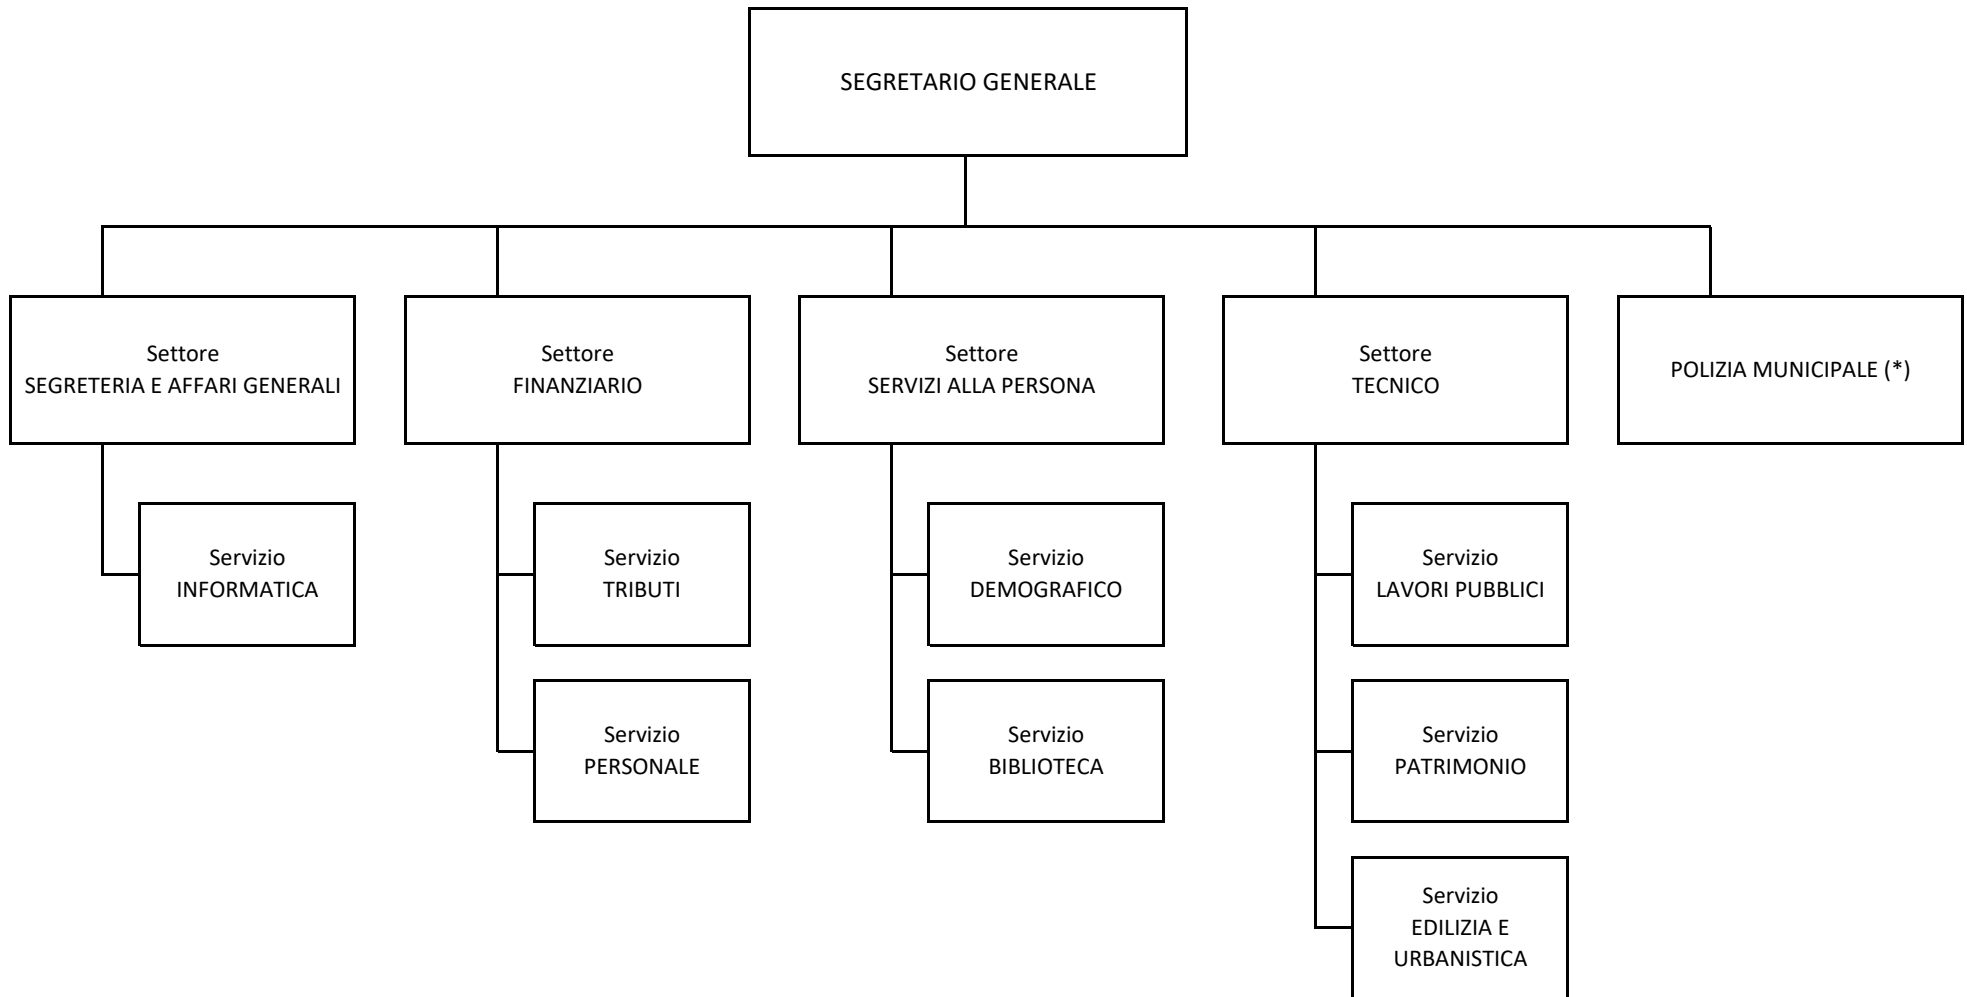 SEGRETARIO GENERALE
Settore
SEGRETERIA E AFFARI GENERALI
Settore
FINANZIARIO
Settore
SERVIZI ALLA PERSONA
Settore
TECNICO
POLIZIA MUNICIPALE (*)
Servizio
INFORMATICA
Servizio
TRIBUTI
Servizio
DEMOGRAFICO
Servizio
LAVORI PUBBLICI
Servizio
PERSONALE
Servizio
BIBLIOTECA
Servizio
PATRIMONIO
Servizio
EDILIZIA E
URBANISTICA